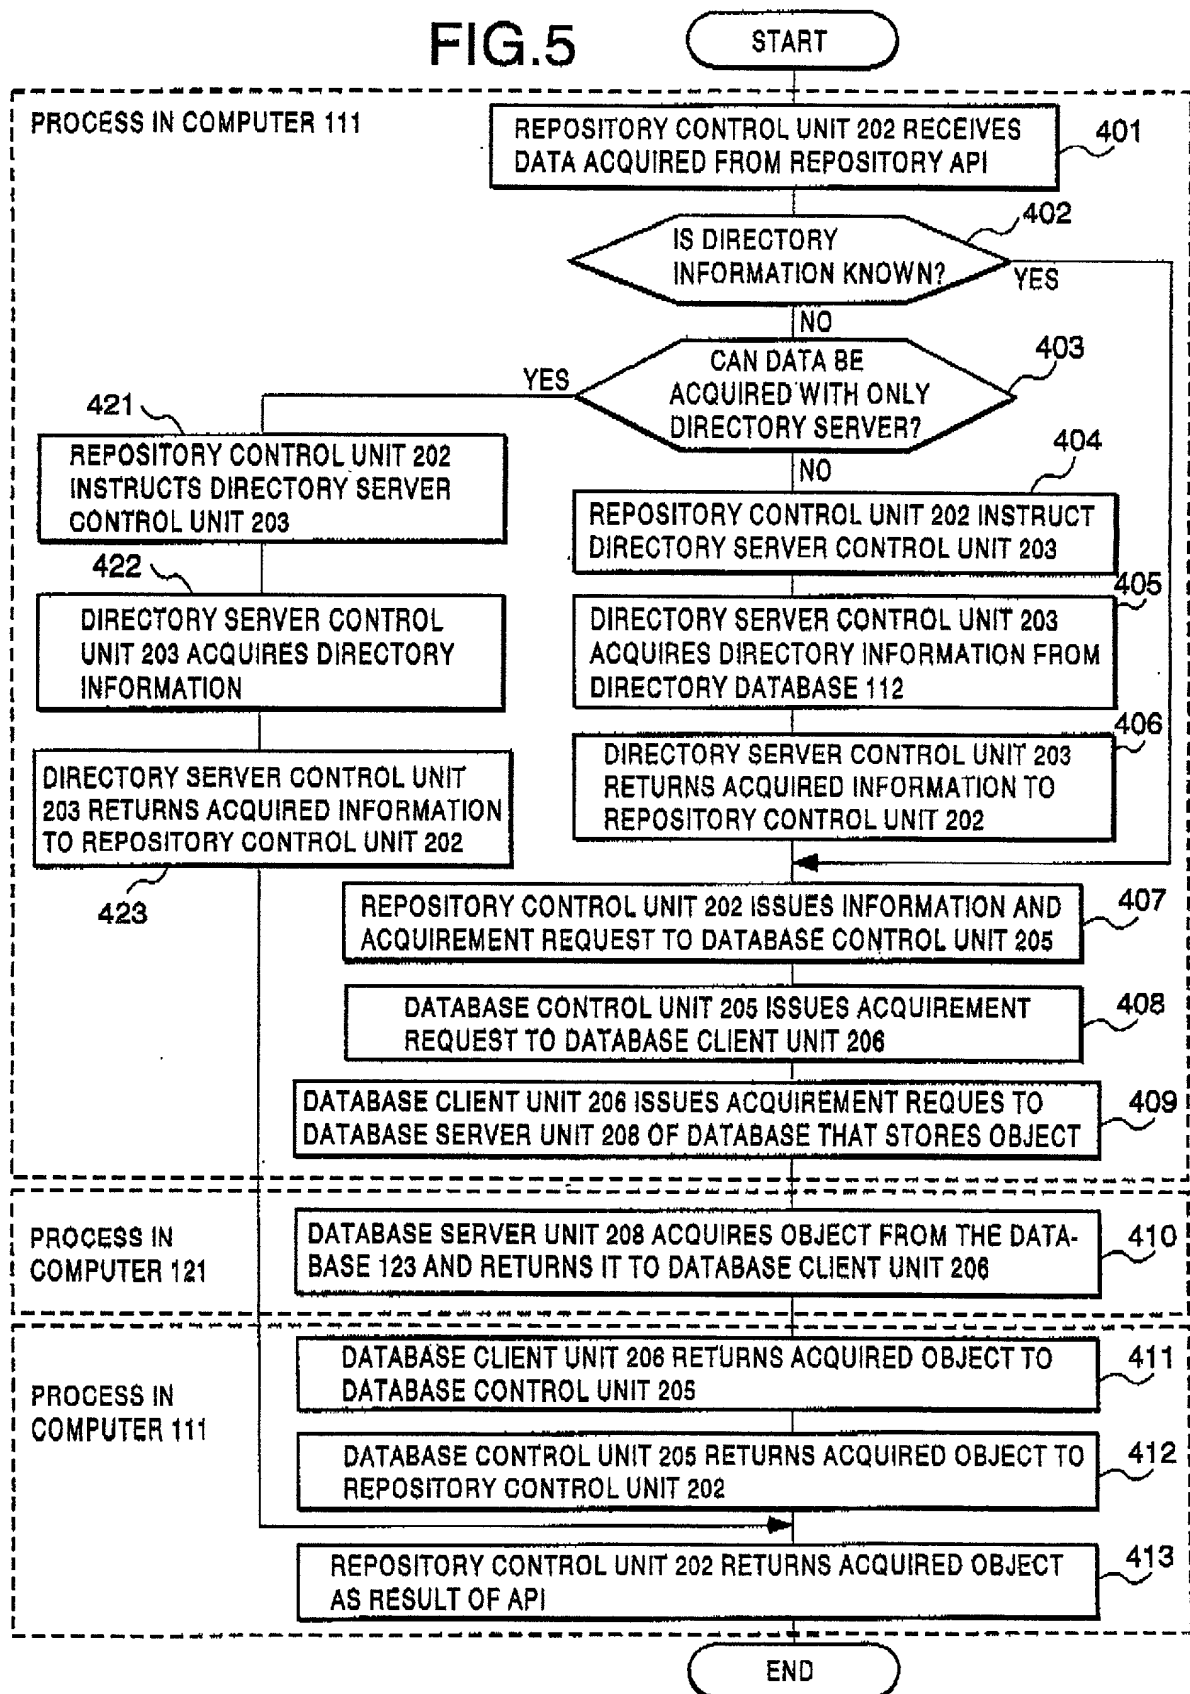 FIG.5
START
PROCESS IN COMPUTER 111
REPOSITORY CONTROL UNIT 202 RECEIVES
DATA ACQUIRED FROM REPOSITORY API
401
402
IS DIRECTORY
INFORMATION KNOWN?
YES
NO
403
CAN DATA BE
ACQUIRED WITH ONLY
DIRECTORY SERVER?
YES
NO
421
REPOSITORY CONTROL UNIT 202
INSTRUCTS DIRECTORY SERVER
CONTROL UNIT 203
404
REPOSITORY CONTROL UNIT 202 INSTRUCT
DIRECTORY SERVER CONTROL UNIT 203
422
DIRECTORY SERVER CONTROL
UNIT 203 ACQUIRES DIRECTORY
INFORMATION
405
DIRECTORY SERVER CONTROL UNIT 203
ACQUIRES DIRECTORY INFORMATION FROM
DIRECTORY DATABASE 112
406
DIRECTORY SERVER CONTROL UNIT 203
RETURNS ACQUIRED INFORMATION TO
REPOSITORY CONTROL UNIT 202
DIRECTORY SERVER CONTROL UNIT
203 RETURNS ACQUIRED INFORMATION
TO REPOSITORY CONTROL UNIT 202
423
REPOSITORY CONTROL UNIT 202 ISSUES INFORMATION AND
ACQUIREMENT REQUEST TO DATABASE CONTROL UNIT 205
407
DATABASE CONTROL UNIT 205 ISSUES ACQUIREMENT
REQUEST TO DATABASE CLIENT UNIT 206
408
DATABASE CLIENT UNIT 206 ISSUES ACQUIREMENT REQUES TO
DATABASE SERVER UNIT 208 OF DATABASE THAT STORES OBJECT
409
PROCESS IN
COMPUTER 121
DATABASE SERVER UNIT 208 ACQUIRES OBJECT FROM THE DATA-
BASE 123 AND RETURNS IT TO DATABASE CLIENT UNIT 206
410
PROCESS IN
COMPUTER 111
DATABASE CLIENT UNIT 206 RETURNS ACQUIRED OBJECT TO
DATABASE CONTROL UNIT 205
411
DATABASE CONTROL UNIT 205 RETURNS ACQUIRED OBJECT TO
REPOSITORY CONTROL UNIT 202
412
REPOSITORY CONTROL UNIT 202 RETURNS ACQUIRED OBJECT
AS RESULT OF API
413
END